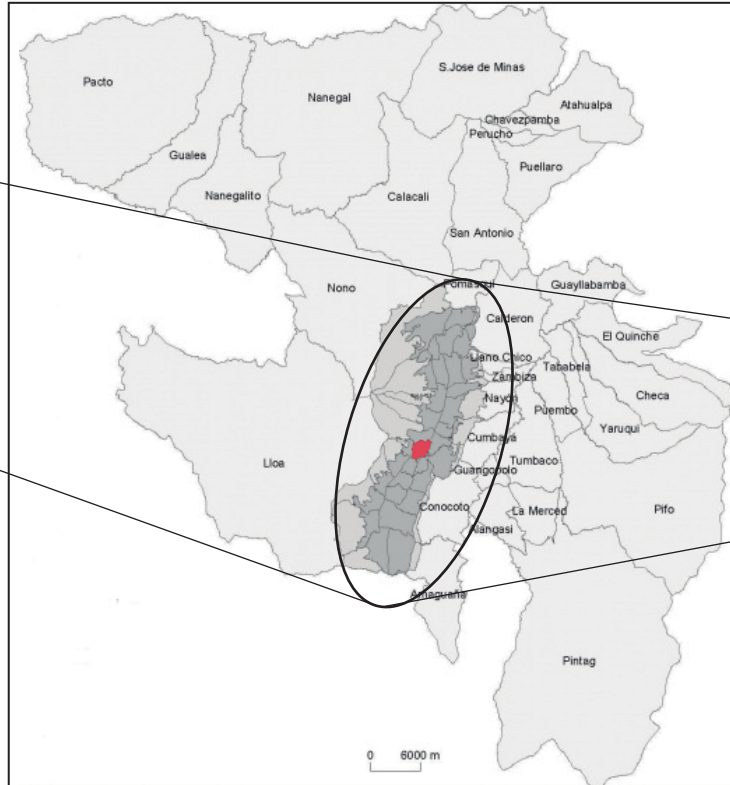 S.Jose de Minas
Pacto
Nanegal
Atahualpa
Chavezpamba
Perucho
Gualea
Puellaro
Nanegalito
Calacali
San Antonio
Nono
Pomasqui
Guayllabamba
Calderon
El Quinche
Llano Chico
Tababela
Zambiza
Checa
Nayón
Puembo
Yaruqui
Cumbayá
Lloa
Tumbaco
Guangopolo
Conocoto
La Merced
Pifo
Alangasi
Amaguaña
Pintag
0 6000 m